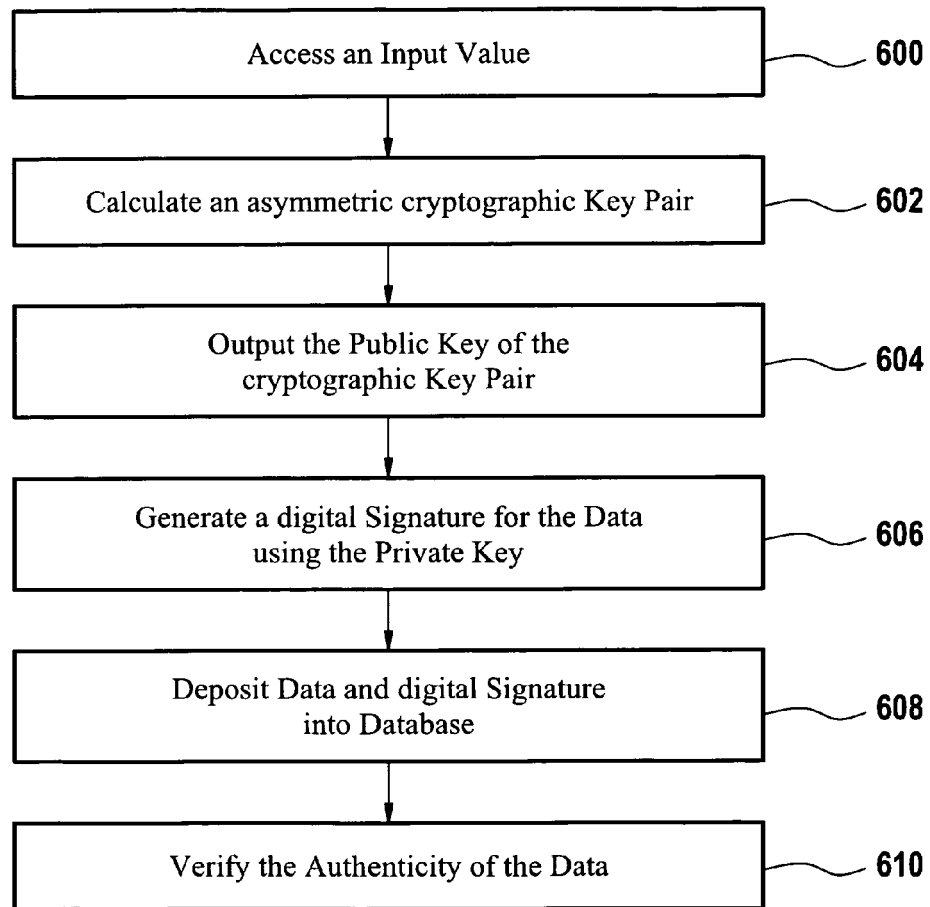 Access an Input Value
600
Calculate an asymmetric cryptographic Key Pair
602
Output the Public Key of the
cryptographic Key Pair
604
Generate a digital Signature for the Data
using the Private Key
606
Deposit Data and digital Signature
into Database
608
Verify the Authenticity of the Data
610